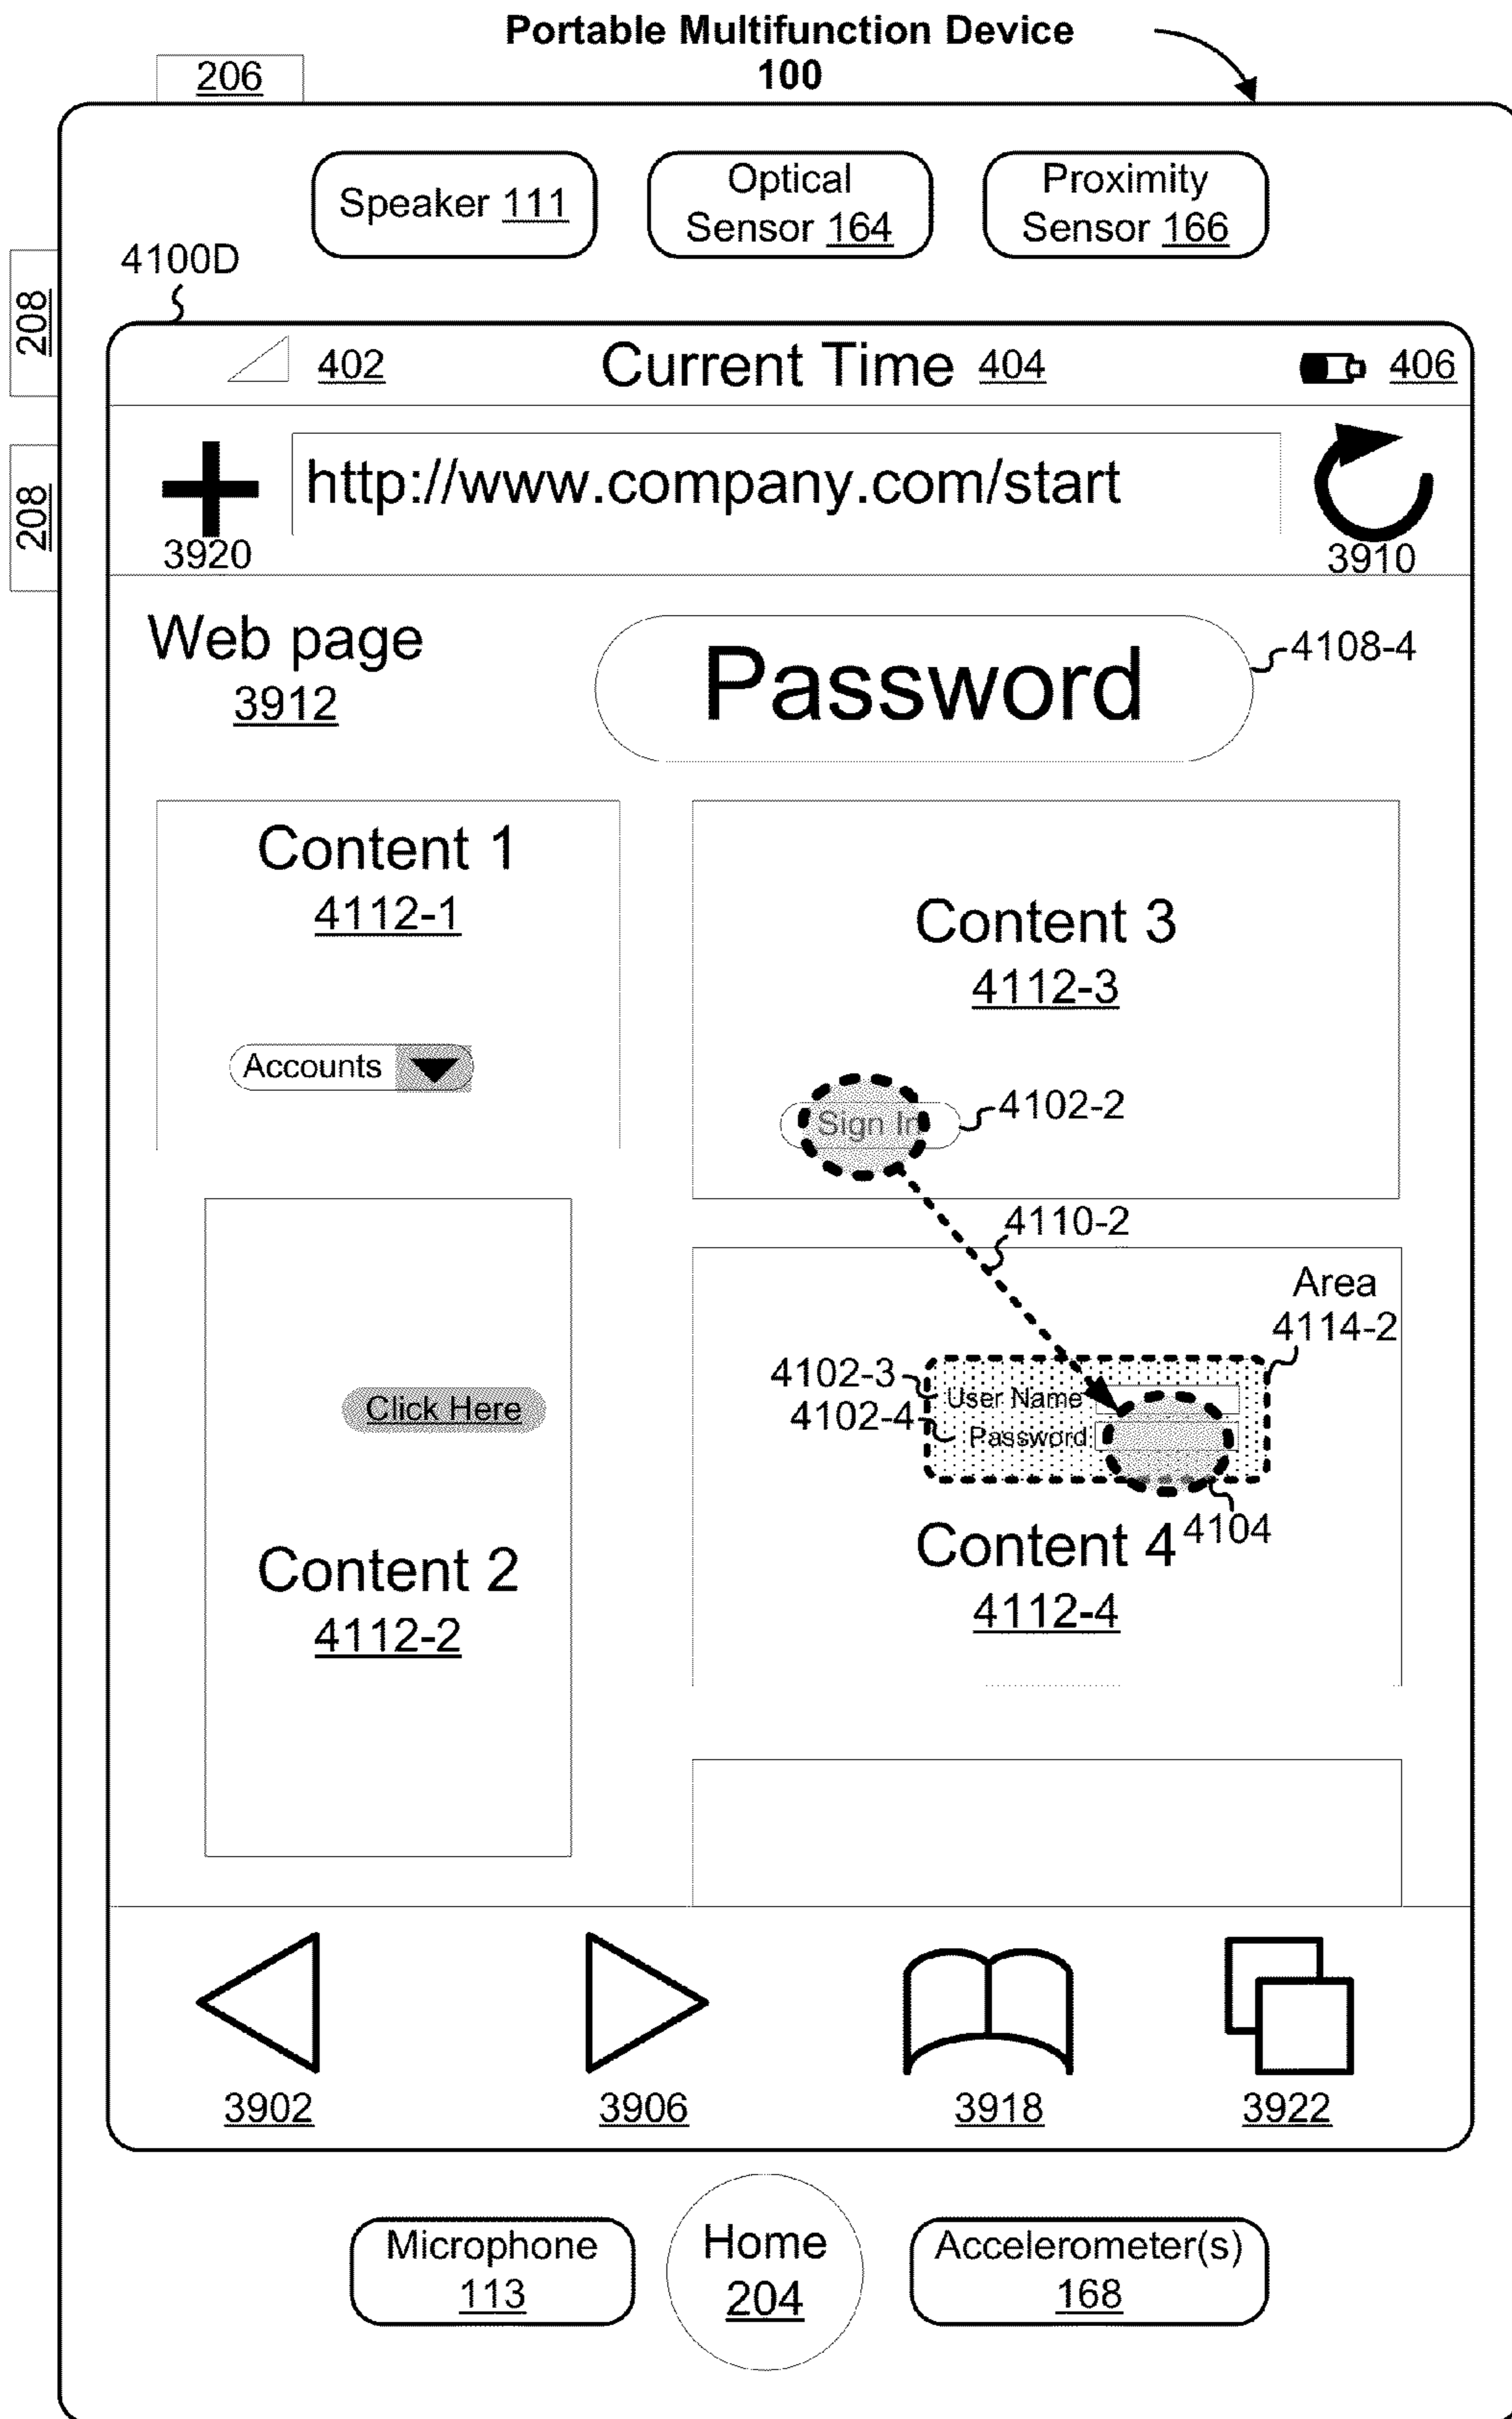 Portable Multifunction Device
100
206
Speaker 111
Optical
Sensor 164
Proximity
Sensor 166
208
208
4100D
402
Current Time 404
406
http://www.company.com/start
3920
3910
Web page
3912
Password
4108-4
Content 1
4112-1
Accounts
Content 3
4112-3
Sign In
4102-2
4110-2
Area
4114-2
4102-3
User Name
4102-4
Password
4104
Click Here
Content 2
4112-2
Content 4
4112-4
3902
3906
3918
3922
Microphone
113
Home
204
Accelerometer(s)
168